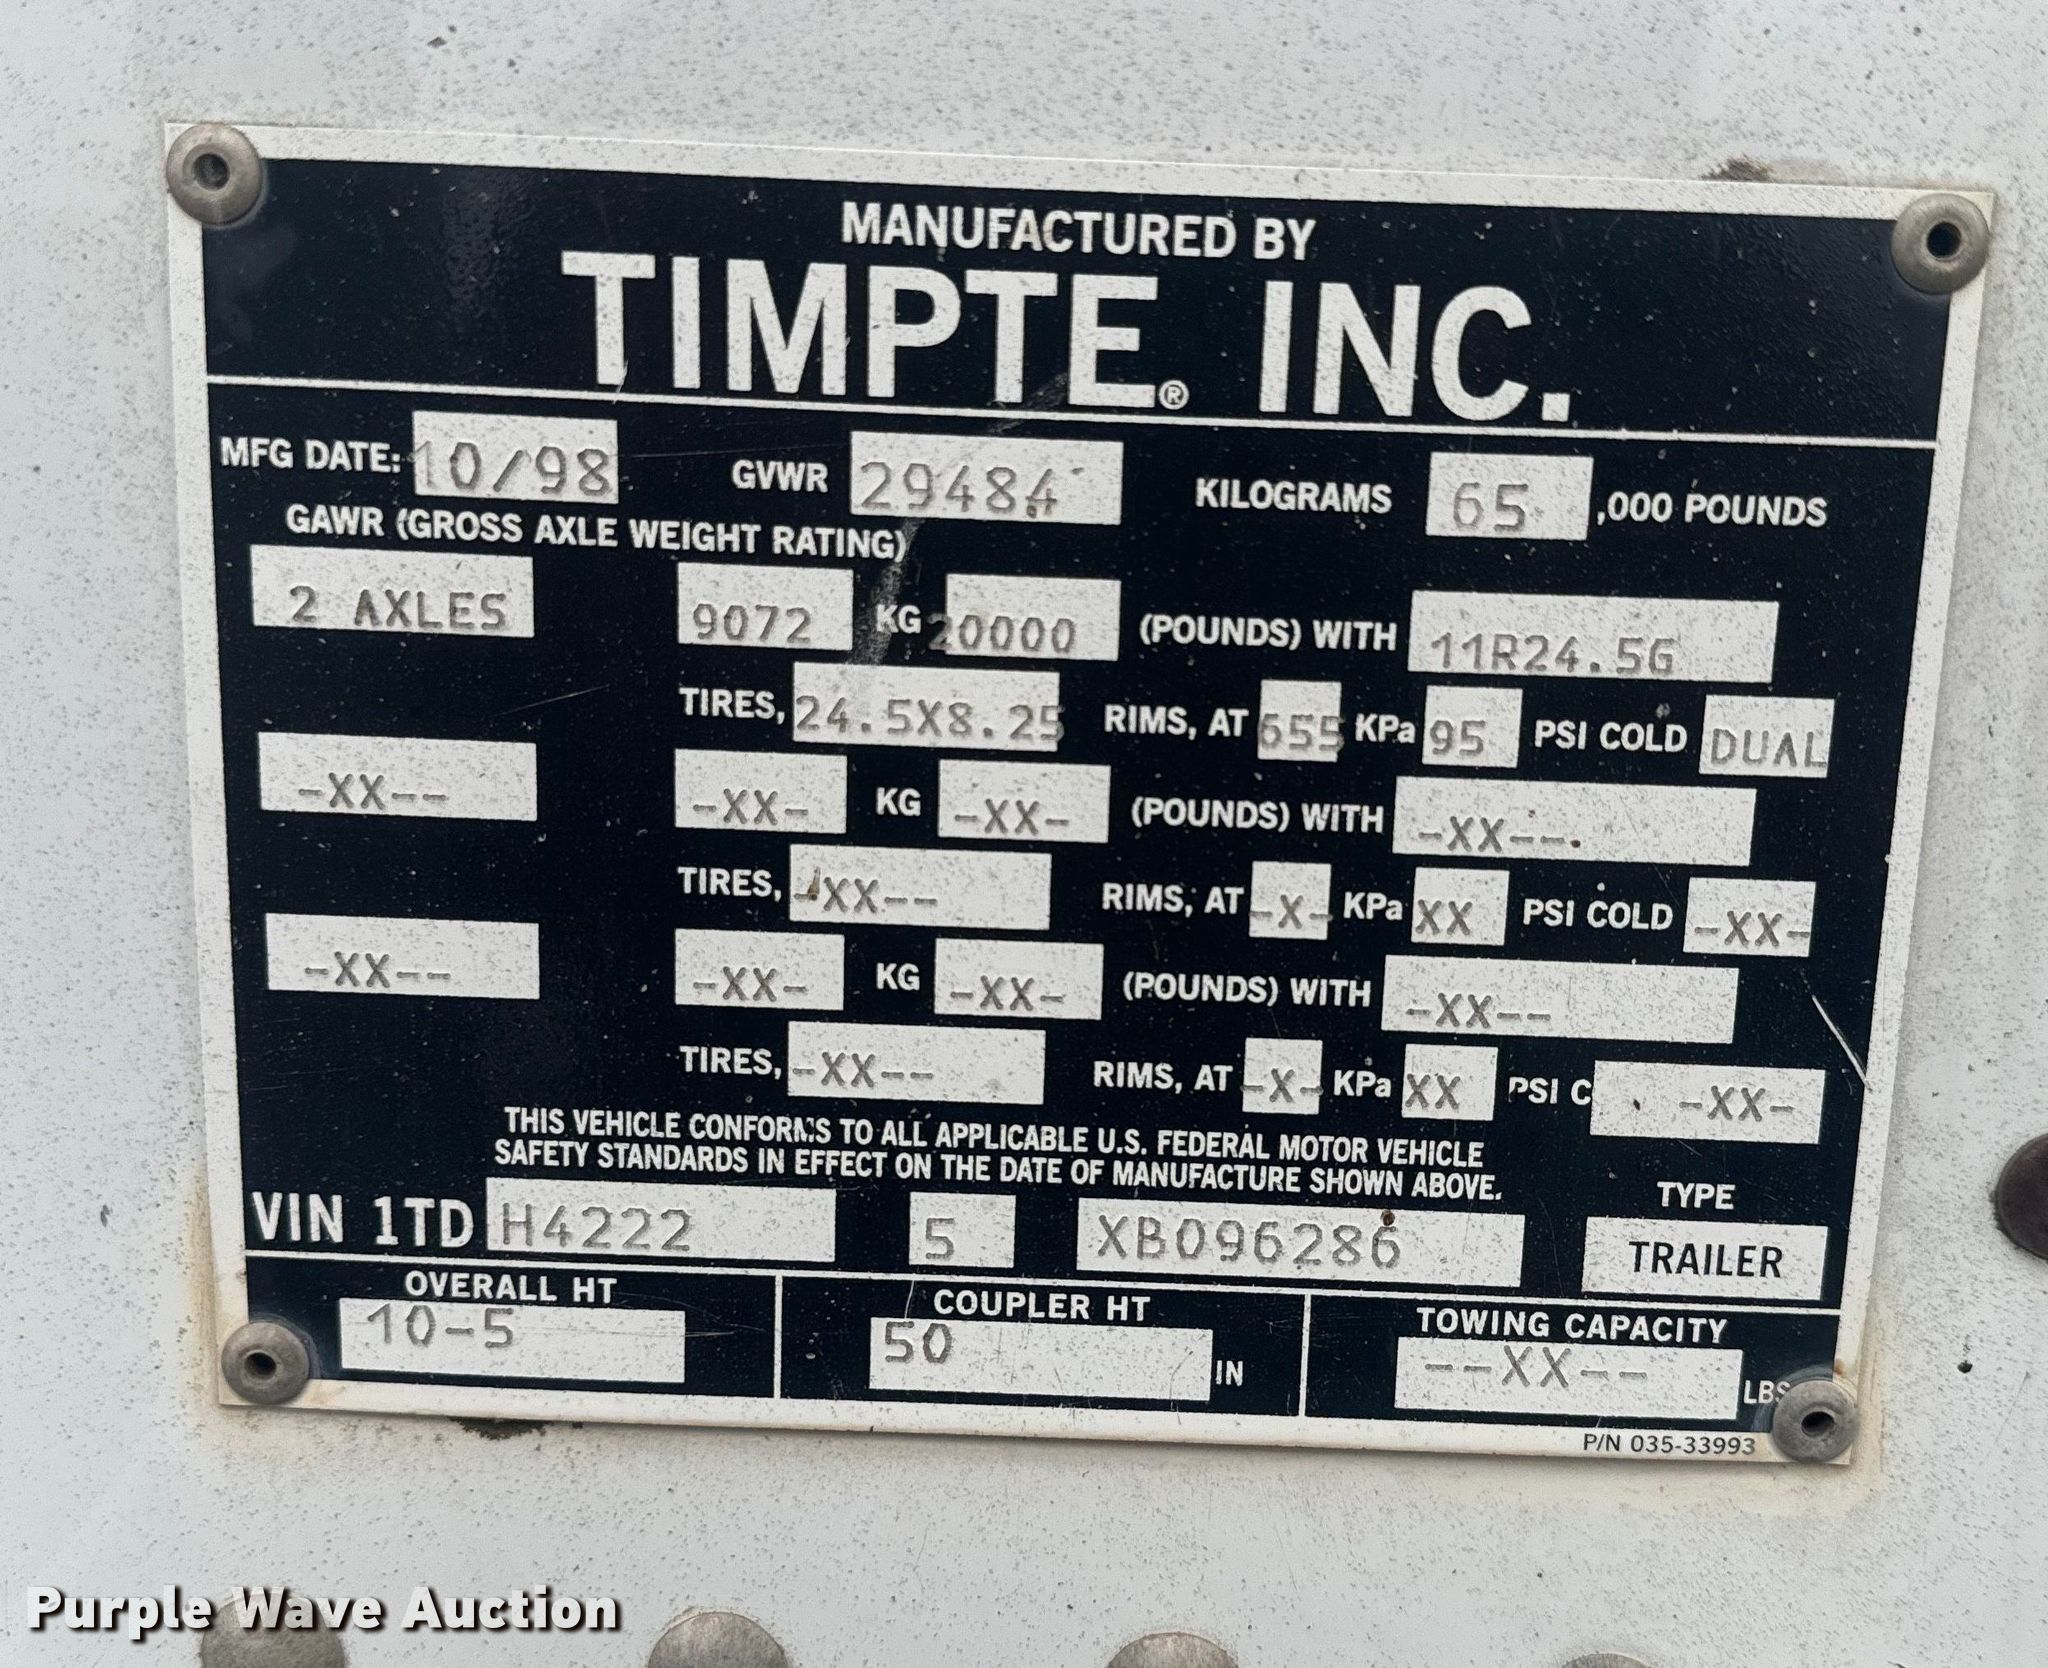 MANUFACTURED BY
TIMPTE® INC.
MFG DATE: 10/98 GVWR 29484 KILOGRAMS 65 ,000 POUNDS
GAWR (GROSS AXLE WEIGHT RATING)
2 AXLES 9072 KG 20000 (POUNDS) WITH 11R24.5G
TIRES, 24.5X8.25 RIMS, AT 655 KPa 95 PSI COLD DUAL
-XX-- -XX- KG -XX- (POUNDS) WITH -XX--
TIRES, -XX-- RIMS, AT -X- KPa XX PSI COLD -XX-
-XX-- -XX- KG -XX- (POUNDS) WITH -XX--
TIRES, -XX-- RIMS, AT -X- KPa XX PSI C -XX-
THIS VEHICLE CONFORMS TO ALL APPLICABLE U.S. FEDERAL MOTOR VEHICLE
SAFETY STANDARDS IN EFFECT ON THE DATE OF MANUFACTURE SHOWN ABOVE.
TYPE
VIN 1TD H4222 5 XB096286 TRAILER
OVERALL HT COUPLER HT TOWING CAPACITY
10-5 50 IN --XX-- LBS
P/N 035-33993
Purple Wave Auction